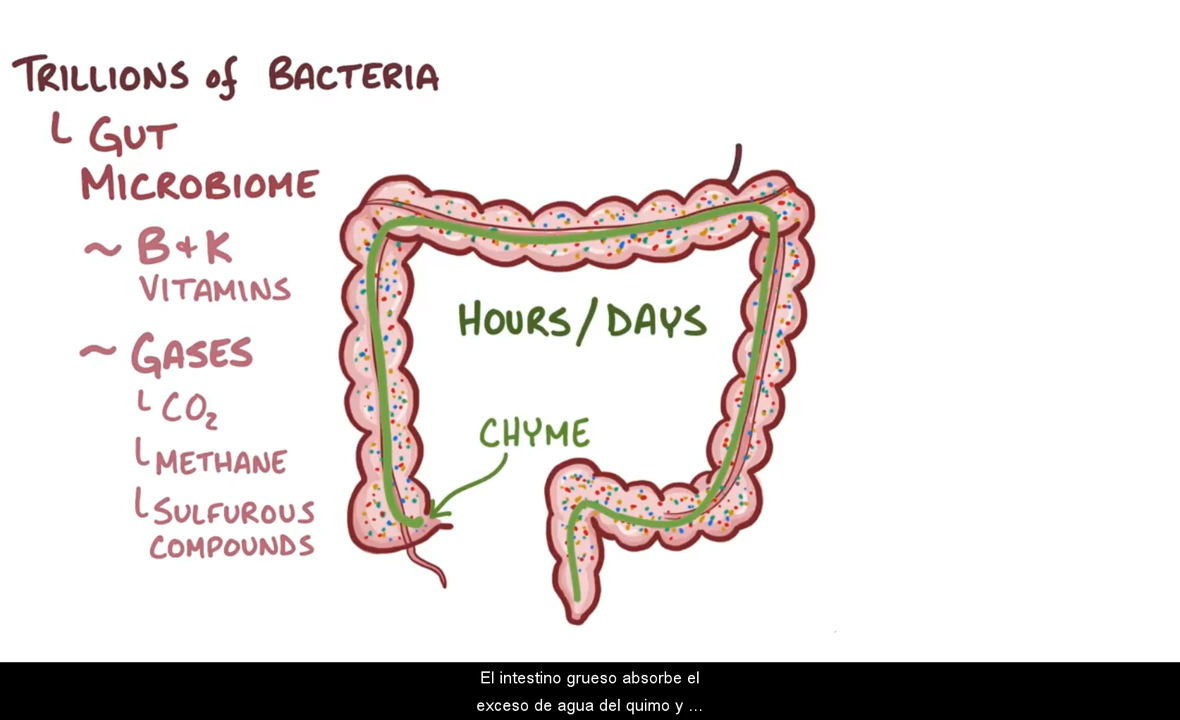 TRILLIONS of BACTERIA
GUT
MICROBIOME
~ B & K
VITAMINS
~ GASES
CO₂
METHANE
SULFUROUS
COMPOUNDS
HOURS/DAYS
CHYME
El intestino grueso absorbe el
exceso de agua del quimo y ...